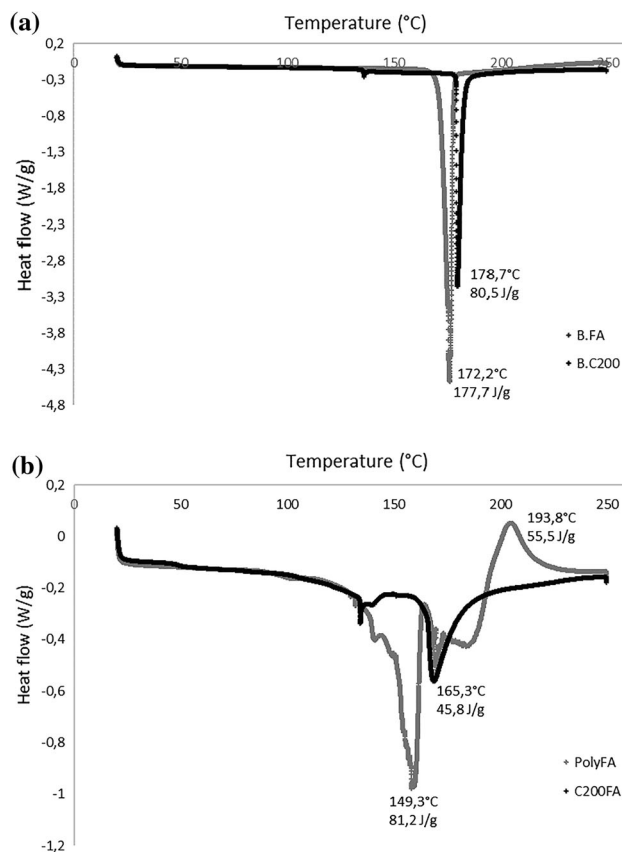 (a)
Temperature (°C)
0 50 100 150 200 250
0,2
-0,3
-0,8
-1,3
-1,8
-2,3
-2,8
-3,3
-3,8
-4,3
-4,8
Heat flow (W/g)
178,7°C
80,5 J/g
172,2°C
177,7 J/g
B.FA
B.C200
(b)
Temperature (°C)
0 50 100 150 200 250
0,2
0
-0,2
-0,4
-0,6
-0,8
-1
-1,2
Heat flow (W/g)
193,8°C
55,5 J/g
165,3°C
45,8 J/g
149,3°C
81,2 J/g
PolyFA
C200FA